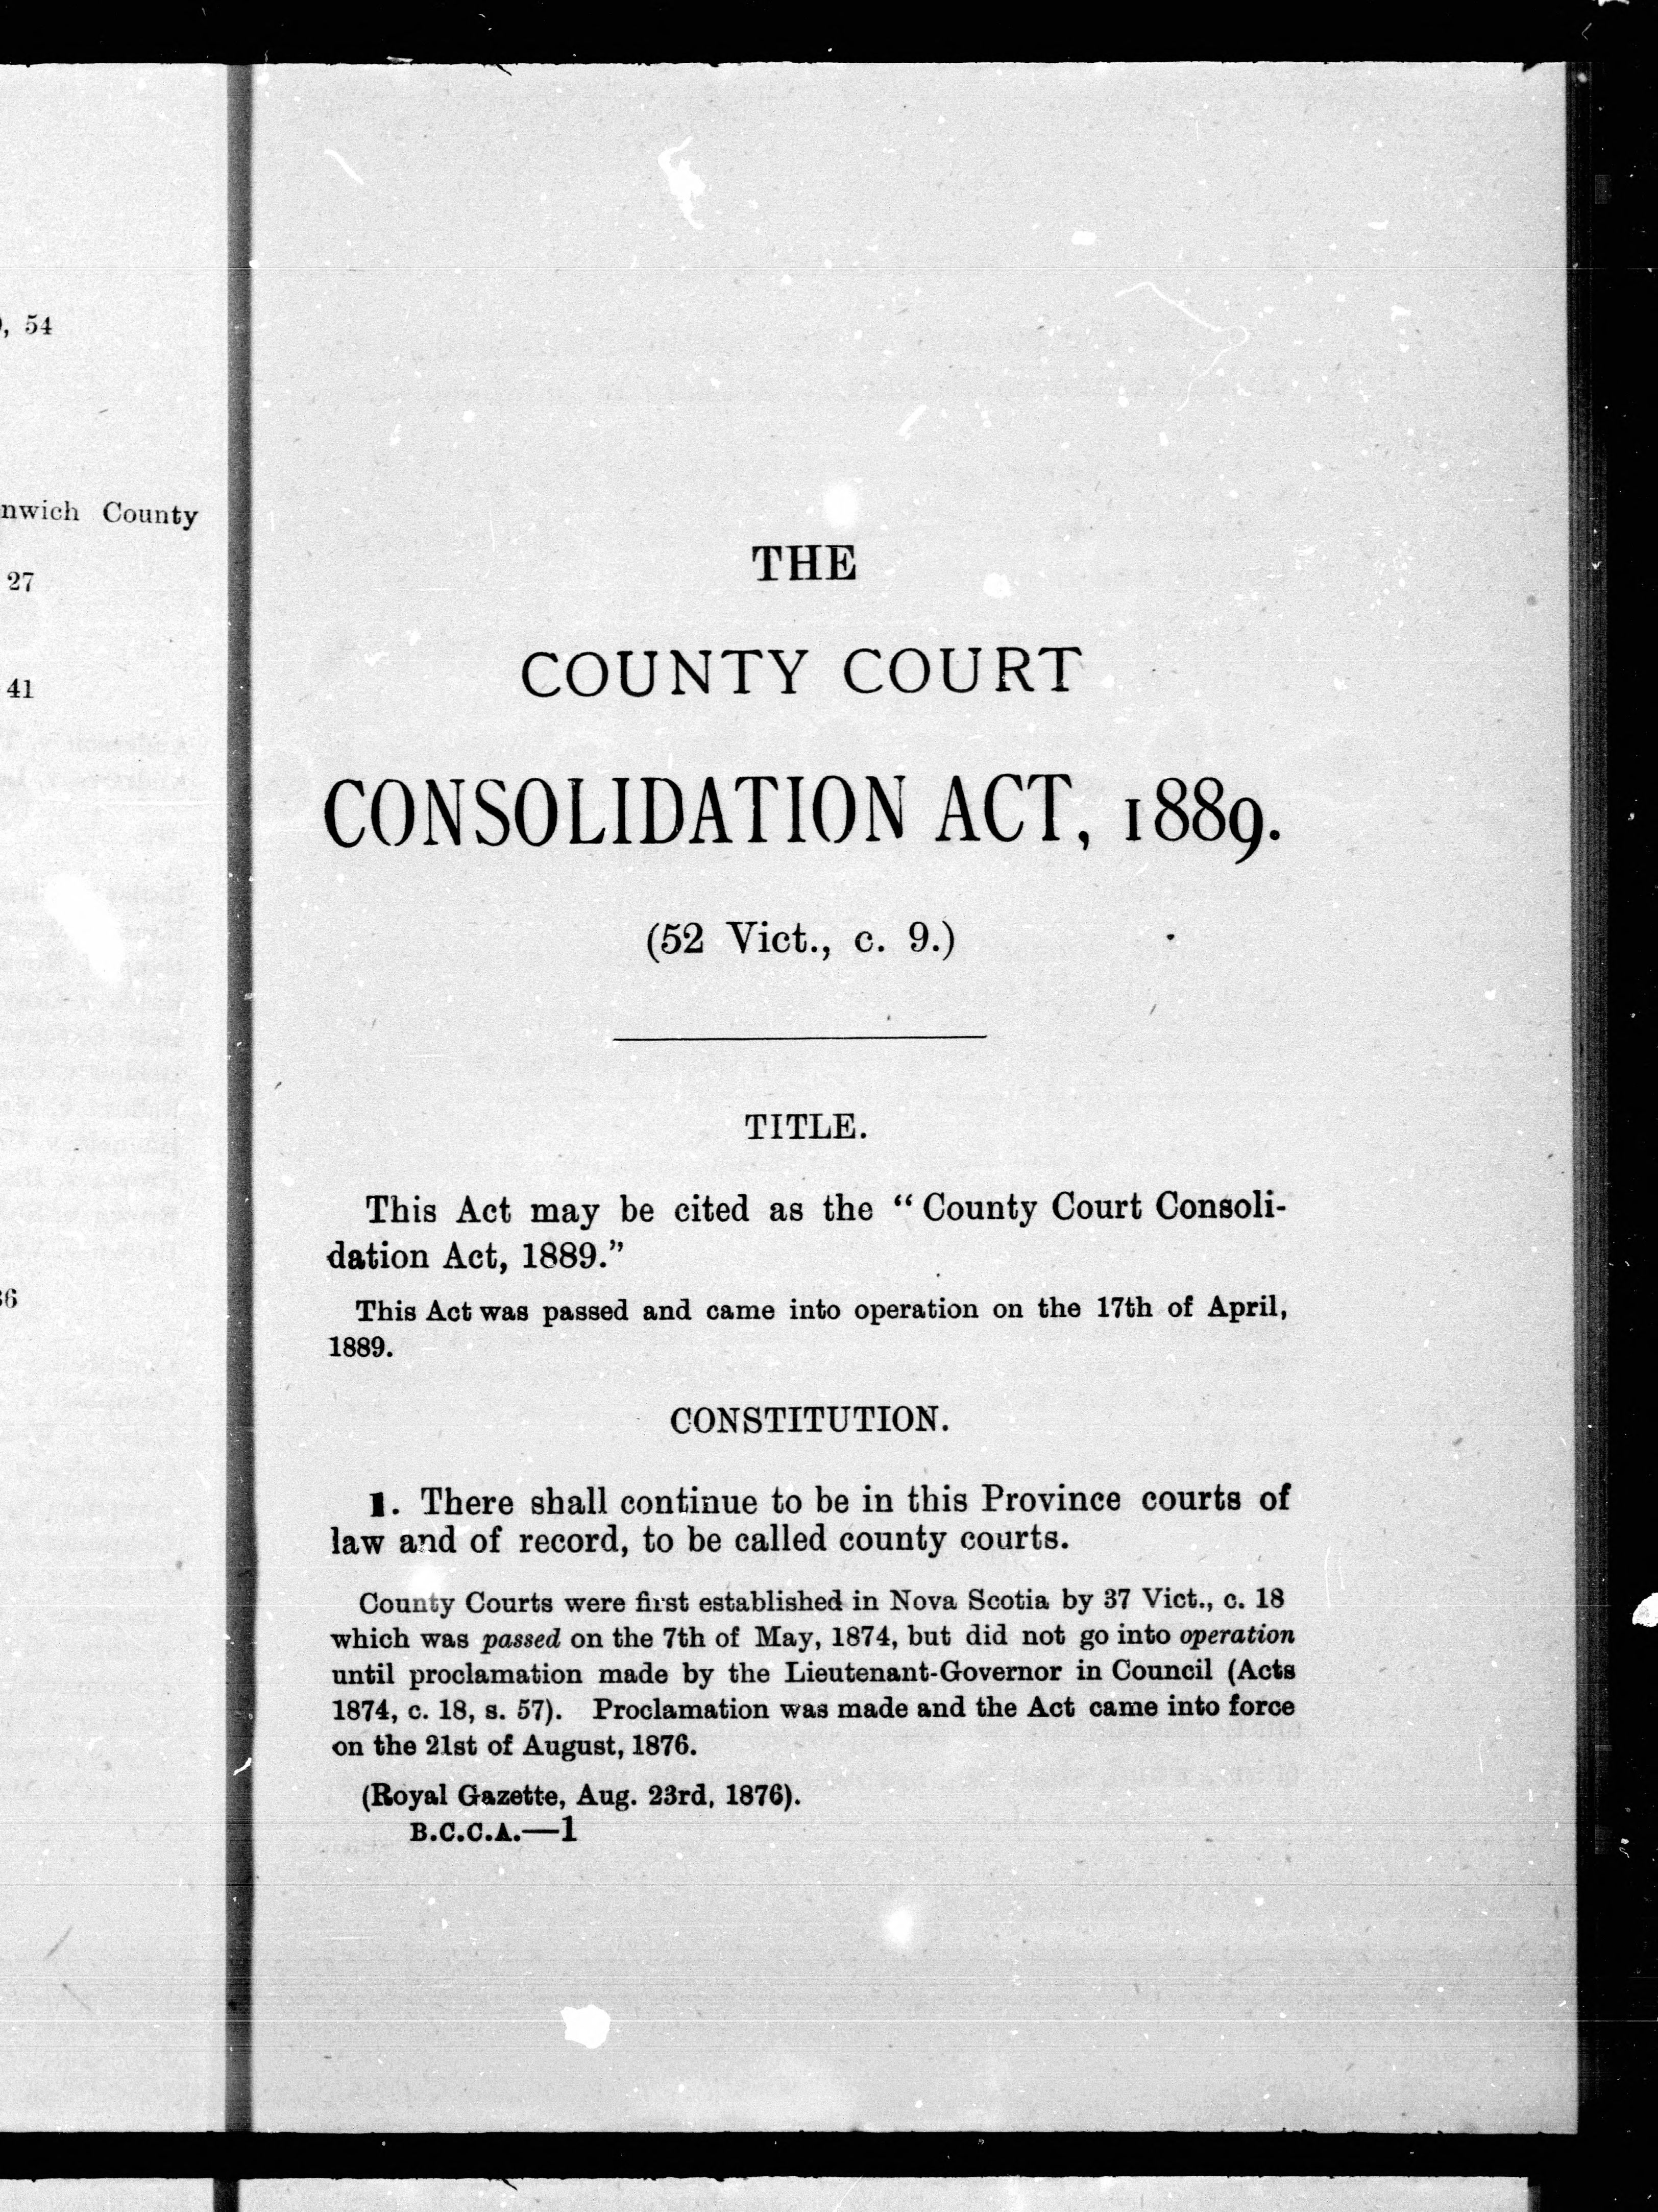 , 54
nwich County
27
41
36
THE
COUNTY COURT
CONSOLIDATION ACT, 1889.
(52 Vict., c. 9.)
TITLE.
This Act may be cited as the “ County Court Consoli-
dation Act, 1889.”
This Act was passed and came into operation on the 17th of April,
1889.
CONSTITUTION.
1. There shall continue to be in this Province courts of
law and of record, to be called county courts.
County Courts were first established in Nova Scotia by 37 Vict., c. 18
which was passed on the 7th of May, 1874, but did not go into operation
until proclamation made by the Lieutenant-Governor in Council (Acts
1874, c. 18, s. 57). Proclamation was made and the Act came into force
on the 21st of August, 1876.
(Royal Gazette, Aug. 23rd, 1876).
B.C.C.A.—1